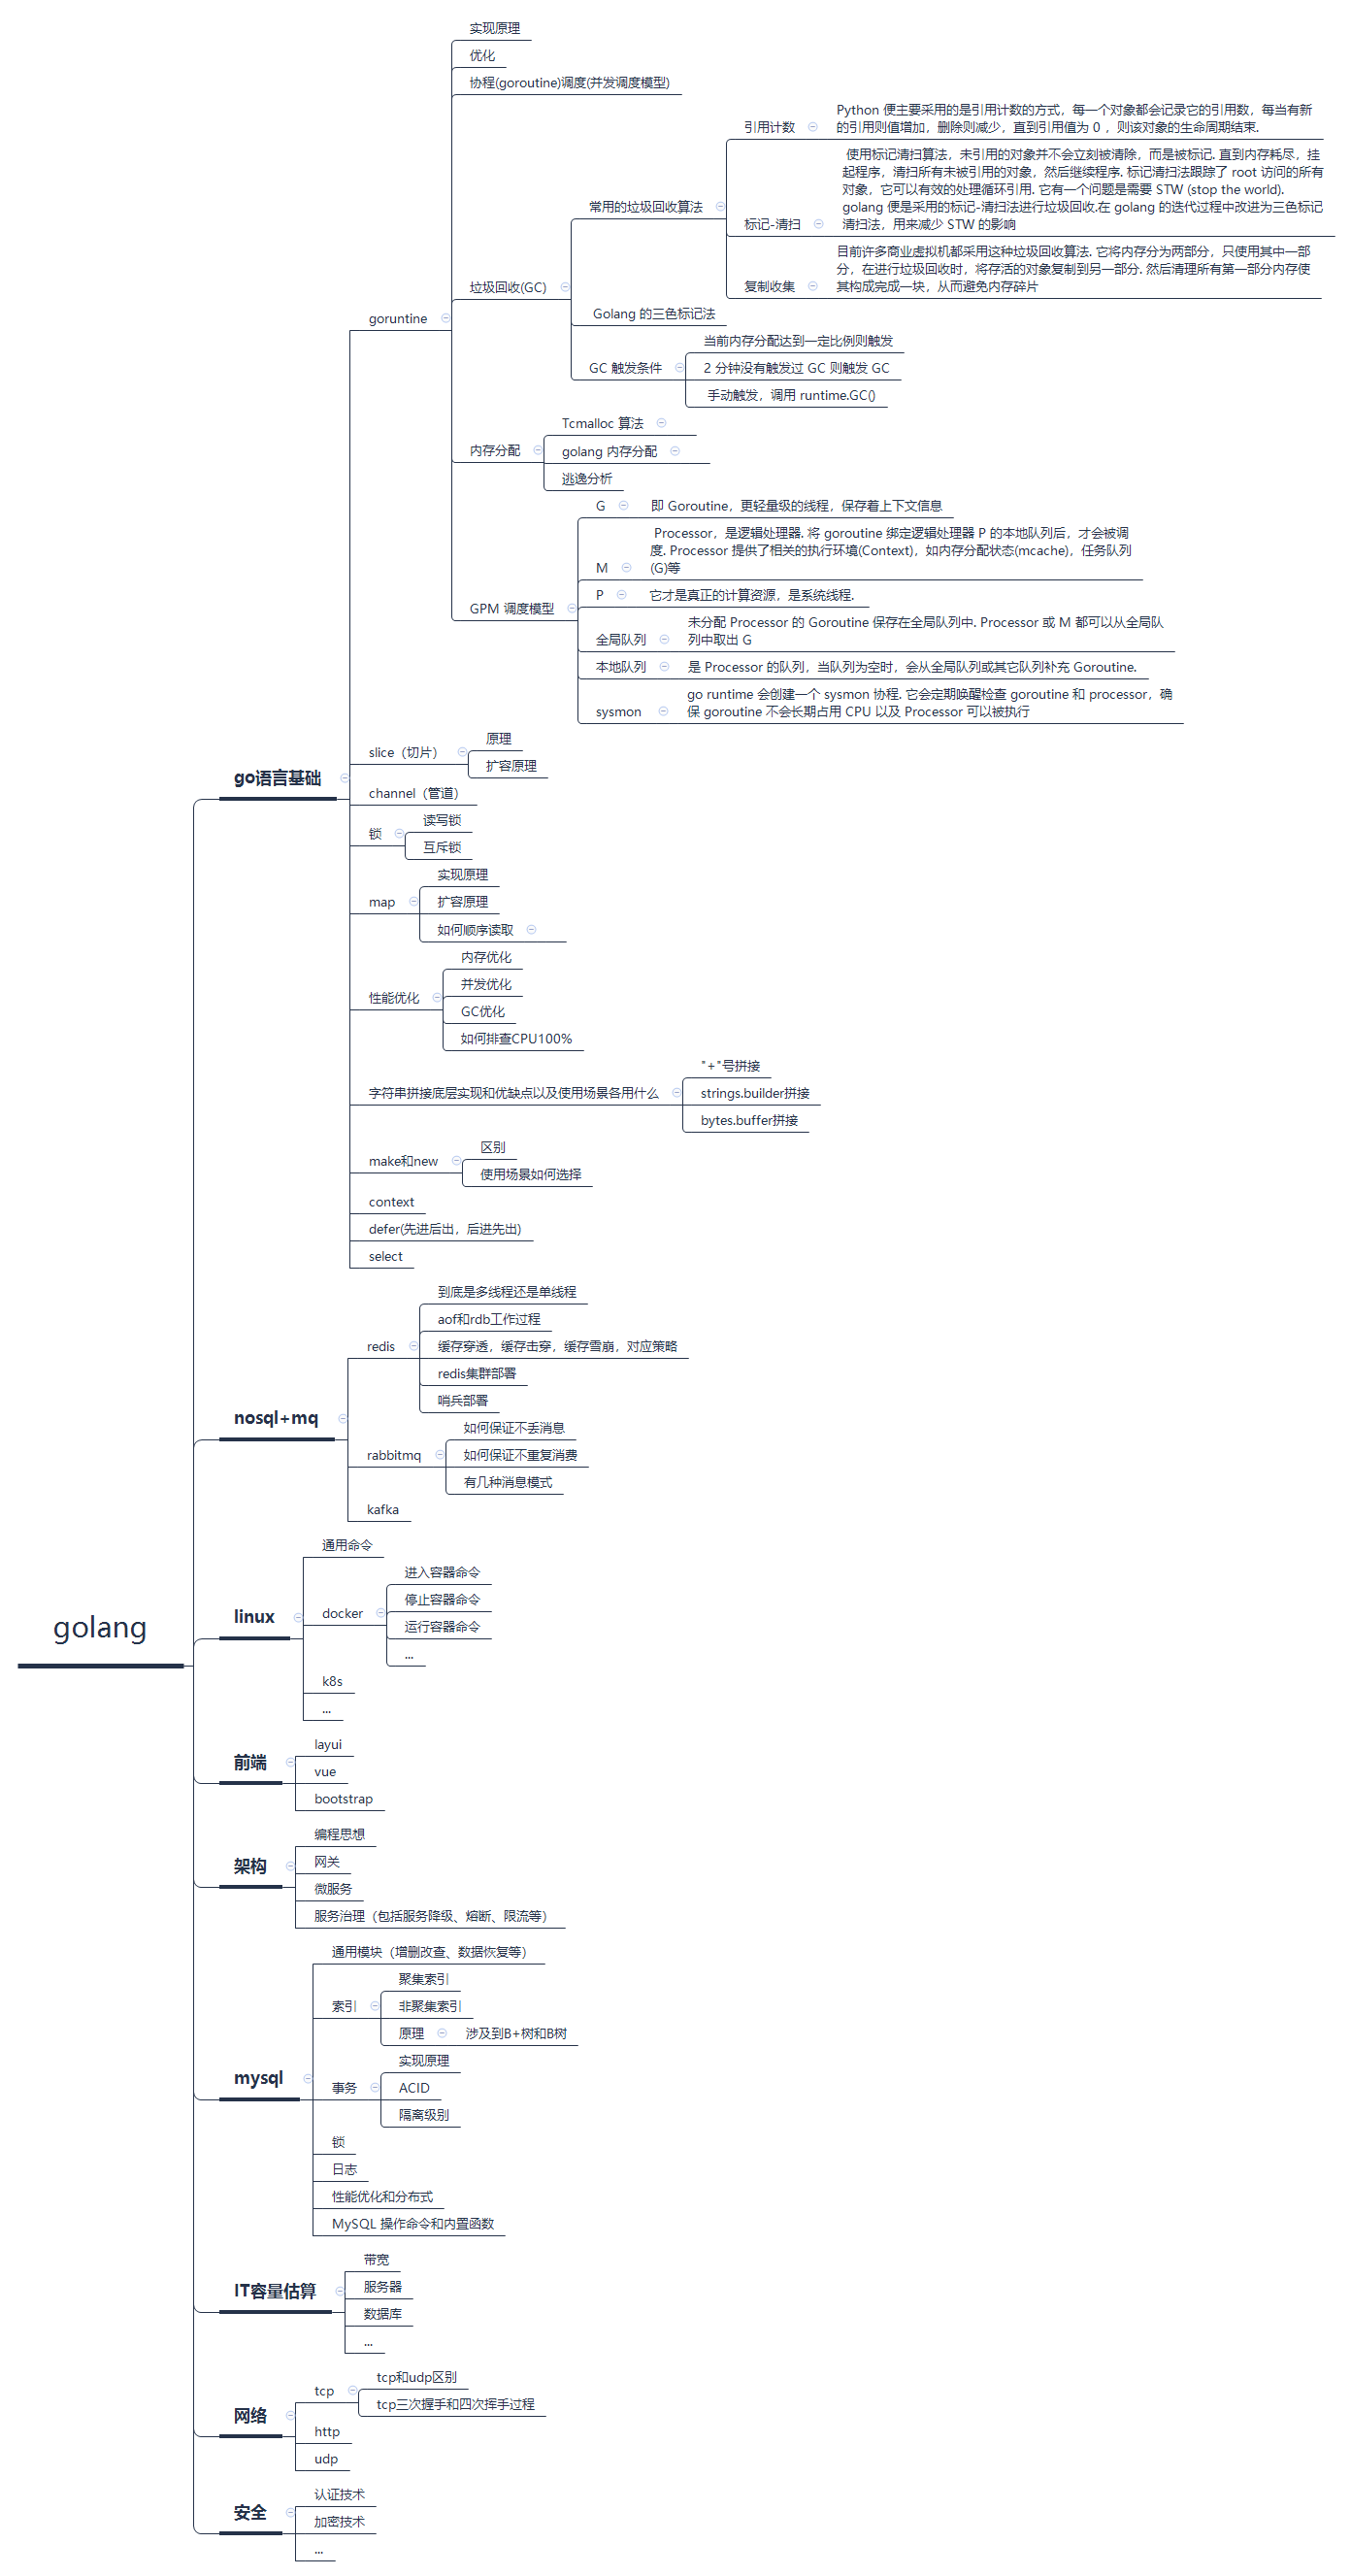 实现原理
优化
协程(goroutine)调度(并发调度模型)
Python 便主要采用的是引用计数的方式，每一个对象都会记录它的引用数，每当有新
的引用则值增加，删除则减少，直到引用值为 0 ，则该对象的生命周期结束.
引用计数
使用标记清扫算法，未引用的对象并不会立刻被清除，而是被标记. 直到内存耗尽，挂
起程序，清扫所有未被引用的对象，然后继续程序. 标记清扫法跟踪了 root 访问的所有
对象，它可以有效的处理循环引用. 它有一个问题是需要 STW (stop the world).
golang 便是采用的标记-清扫法进行垃圾回收.在 golang 的迭代过程中改进为三色标记
清扫法，用来减少 STW 的影响
标记-清扫
常用的垃圾回收算法
目前许多商业虚拟机都采用这种垃圾回收算法. 它将内存分为两部分，只使用其中一部
分，在进行垃圾回收时，将存活的对象复制到另一部分. 然后清理所有第一部分内存使
其构成完成一块，从而避免内存碎片
复制收集
垃圾回收(GC)
Golang 的三色标记法
goruntine
当前内存分配达到一定比例则触发
GC 触发条件
2 分钟没有触发过 GC 则触发 GC
手动触发，调用 runtime.GC()
Tcmalloc 算法
内存分配
golang 内存分配
逃逸分析
G
即 Goroutine，更轻量级的线程，保存着上下文信息
Processor，是逻辑处理器. 将 goroutine 绑定逻辑处理器 P 的本地队列后，才会被调
度. Processor 提供了相关的执行环境(Context)，如内存分配状态(mcache)，任务队列
(G)等
M
P
它才是真正的计算资源，是系统线程.
GPM 调度模型
未分配 Processor 的 Goroutine 保存在全局队列中. Processor 或 M 都可以从全局队
列中取出 G
全局队列
本地队列
是 Processor 的队列，当队列为空时，会从全局队列或其它队列补充 Goroutine.
go runtime 会创建一个 sysmon 协程. 它会定期唤醒检查 goroutine 和 processor，确
保 goroutine 不会长期占用 CPU 以及 Processor 可以被执行
sysmon
slice（切片）
原理
扩容原理
go语言基础
channel（管道）
锁
读写锁
互斥锁
map
实现原理
扩容原理
如何顺序读取
性能优化
内存优化
并发优化
GC优化
如何排查CPU100%
字符串拼接底层实现和优缺点以及使用场景各用什么
"+"号拼接
strings.builder拼接
bytes.buffer拼接
make和new
区别
使用场景如何选择
context
defer(先进后出，后进先出)
select
redis
到底是多线程还是单线程
aof和rdb工作过程
缓存穿透，缓存击穿，缓存雪崩，对应策略
redis集群部署
哨兵部署
nosql+mq
rabbitmq
如何保证不丢消息
如何保证不重复消费
有几种消息模式
kafka
golang
linux
通用命令
docker
进入容器命令
停止容器命令
运行容器命令
...
k8s
...
前端
layui
vue
bootstrap
架构
编程思想
网关
微服务
服务治理（包括服务降级、熔断、限流等）
mysql
通用模块（增删改查、数据恢复等）
索引
聚集索引
非聚集索引
原理
涉及到B+树和B树
事务
实现原理
ACID
隔离级别
锁
日志
性能优化和分布式
MySQL 操作命令和内置函数
IT容量估算
带宽
服务器
数据库
...
网络
tcp
tcp和udp区别
tcp三次握手和四次挥手过程
http
udp
安全
认证技术
加密技术
...